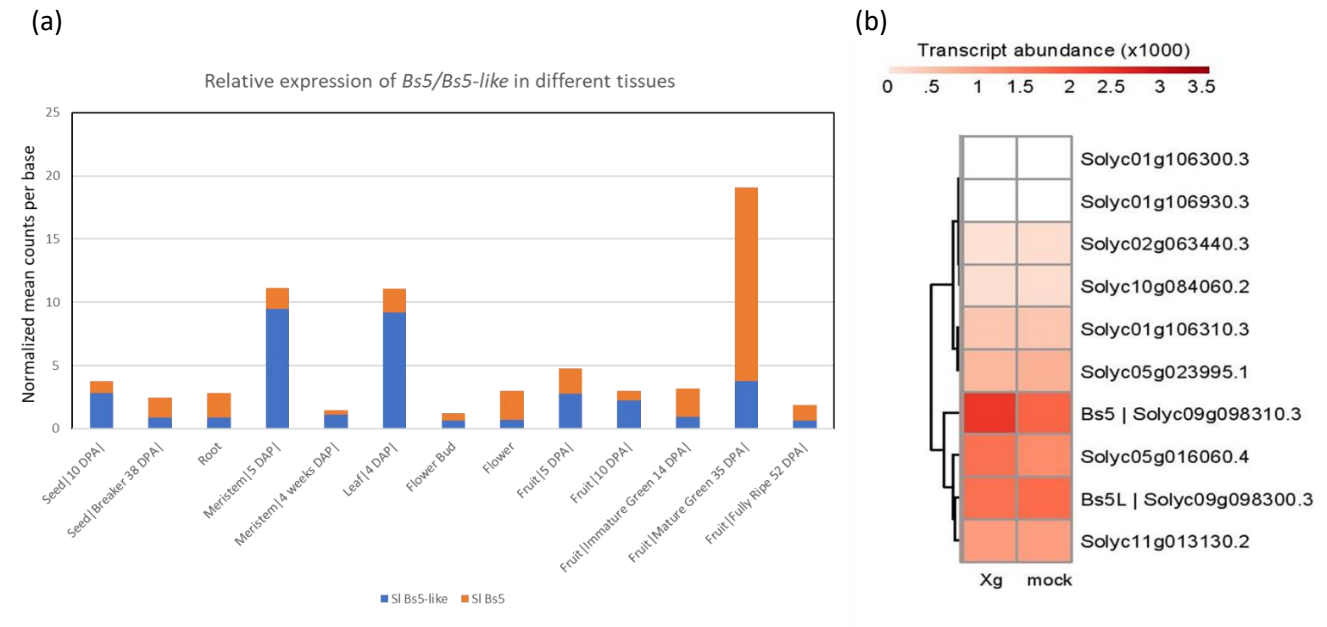 (a)
Relative expression of Bs5/Bs5-like in different tissues
Normalized mean counts per base
25
20
15
10
5
0
Seed|10 DPA|
Seed|Breaker 38 DPA|
Root
Meristem|5 DAP|
Meristem|4 weeks DAP|
Leaf|4 DAP|
Flower Bud
Flower
Fruit|5 DPA|
Fruit|10 DPA|
Fruit|Immature Green 14 DPA|
Fruit|Mature Green 35 DPA|
Fruit|Fully Ripe 52 DPA|
Sl Bs5-like Sl Bs5
(b)
Transcript abundance (x1000)
0 .5 1 1.5 2 2.5 3 3.5
Solyc01g106300.3
Solyc01g106930.3
Solyc02g063440.3
Solyc10g084060.2
Solyc01g106310.3
Solyc05g023995.1
Bs5 | Solyc09g098310.3
Solyc05g016060.4
Bs5L | Solyc09g098300.3
Solyc11g013130.2
Xg mock